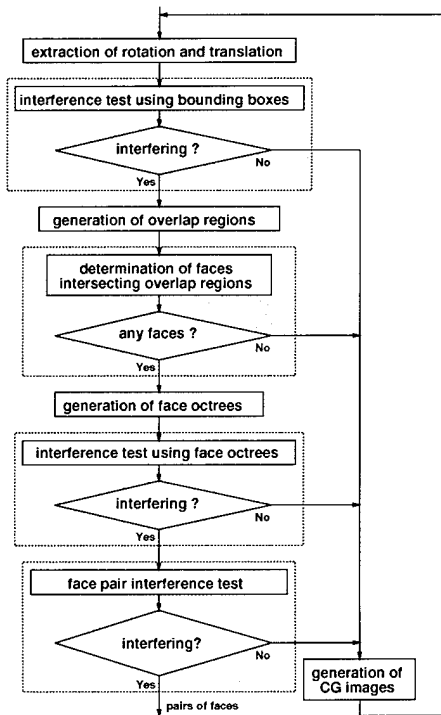 extraction of rotation and translation
interference test using bounding boxes
interfering ?
No
Yes
generation of overlap regions
determination of faces
intersecting overlap regions
any faces ?
No
Yes
generation of face octrees
interference test using face octrees
interfering ?
No
Yes
face pair interference test
interfering?
No
Yes
generation of
CG images
pairs of faces